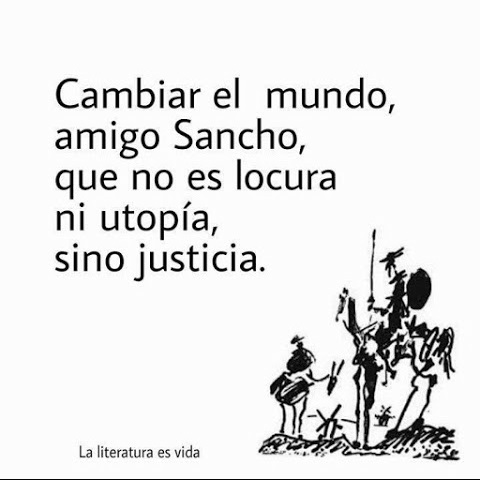 Cambiar el mundo,
amigo Sancho,
que no es locura
ni utopía,
sino justicia.
La literatura es vida